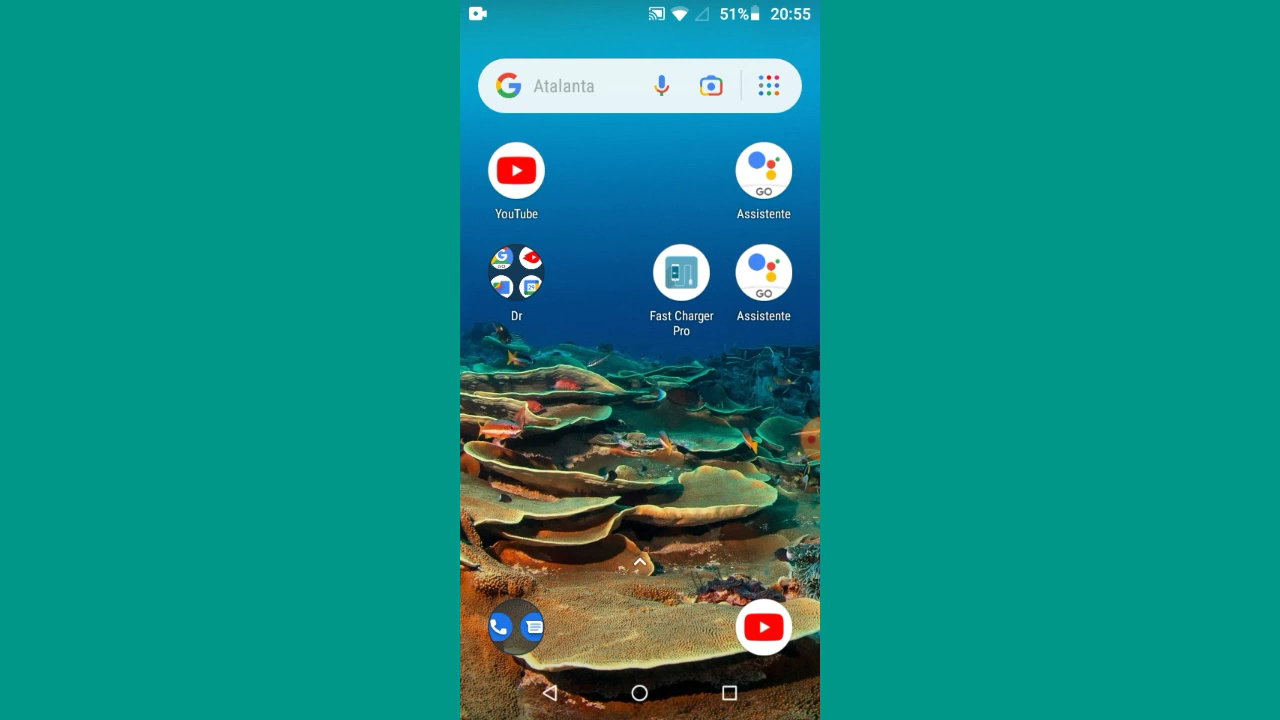 51% 20:55
Atalanta
YouTube
GO
Assistente
Dr
Fast Charger
Pro
GO
Assistente